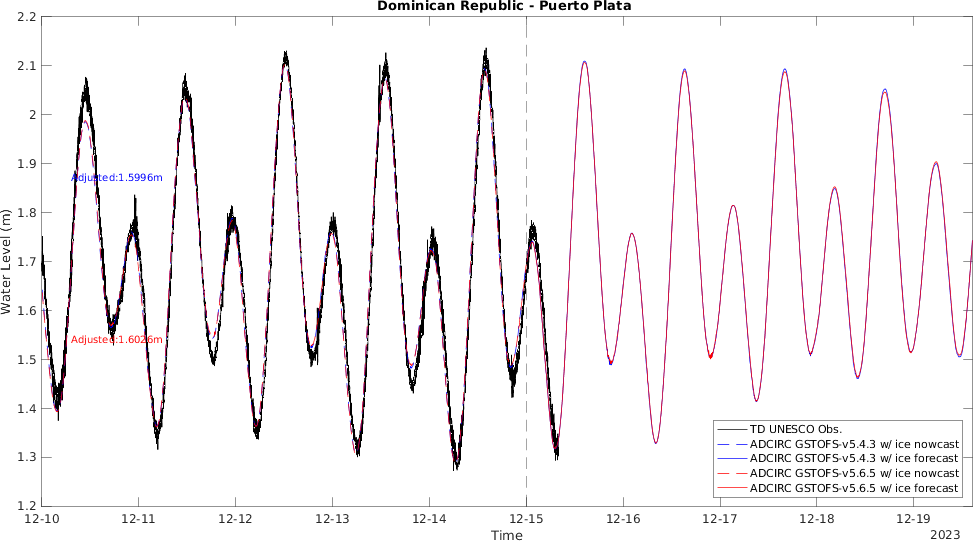 Dominican Republic - Puerto Plata
2.2
2.1
2
1.9
1.8
1.7
1.6
1.5
1.4
1.3
1.2
Water Level (m)
Adjusted:1.5996m
Adjusted:1.6026m
TD UNESCO Obs.
ADCIRC GSTOFS-v5.4.3 w/ ice nowcast
ADCIRC GSTOFS-v5.4.3 w/ ice forecast
ADCIRC GSTOFS-v5.6.5 w/ ice nowcast
ADCIRC GSTOFS-v5.6.5 w/ ice forecast
12-10 12-11 12-12 12-13 12-14 12-15 12-16 12-17 12-18 12-19
Time
2023